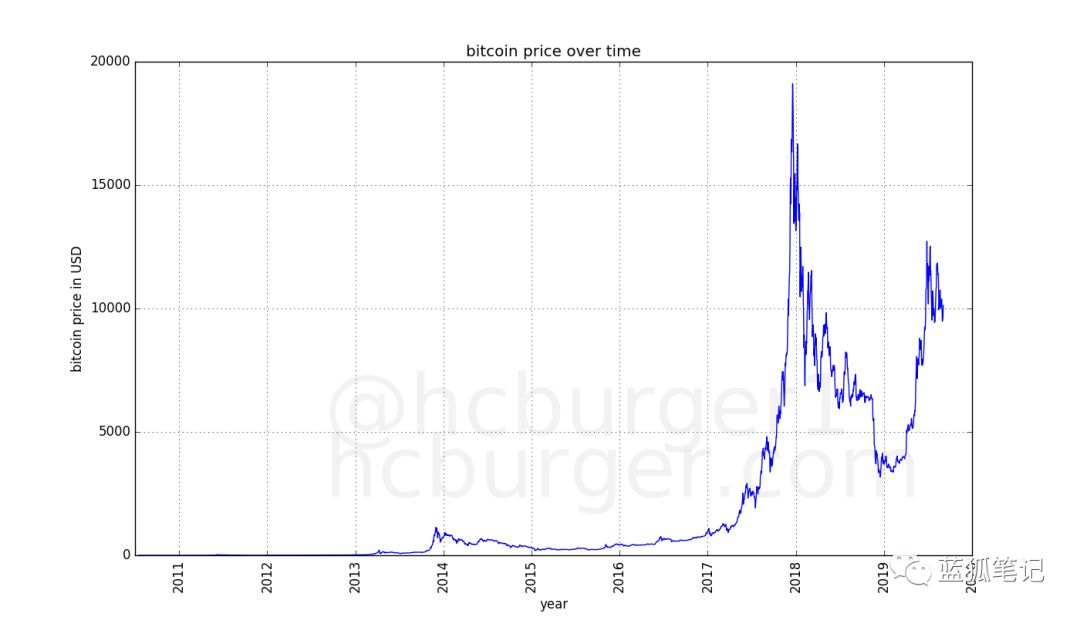 bitcoin price over time
20000
15000
10000
5000
0
bitcoin price in USD
@hcburger1
hcburger.com
2011
2012
2013
2014
2015
2016
2017
2018
2019
year
蓝狐笔记